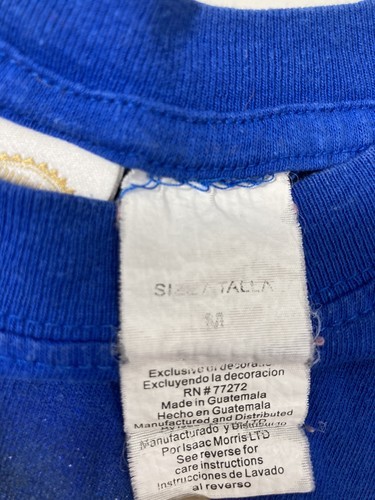 SIZE/TALLA
M
Exclusive of decoration
Excluyendo la decoracion
RN # 77272
Made in Guatemala
Hecho en Guatemala
Manufactured and Distributed
Manufacturado y Distributo
Por Isaac Morris LTD
See reverse for
care instructions
Instrucciones de Lavado
al reverso